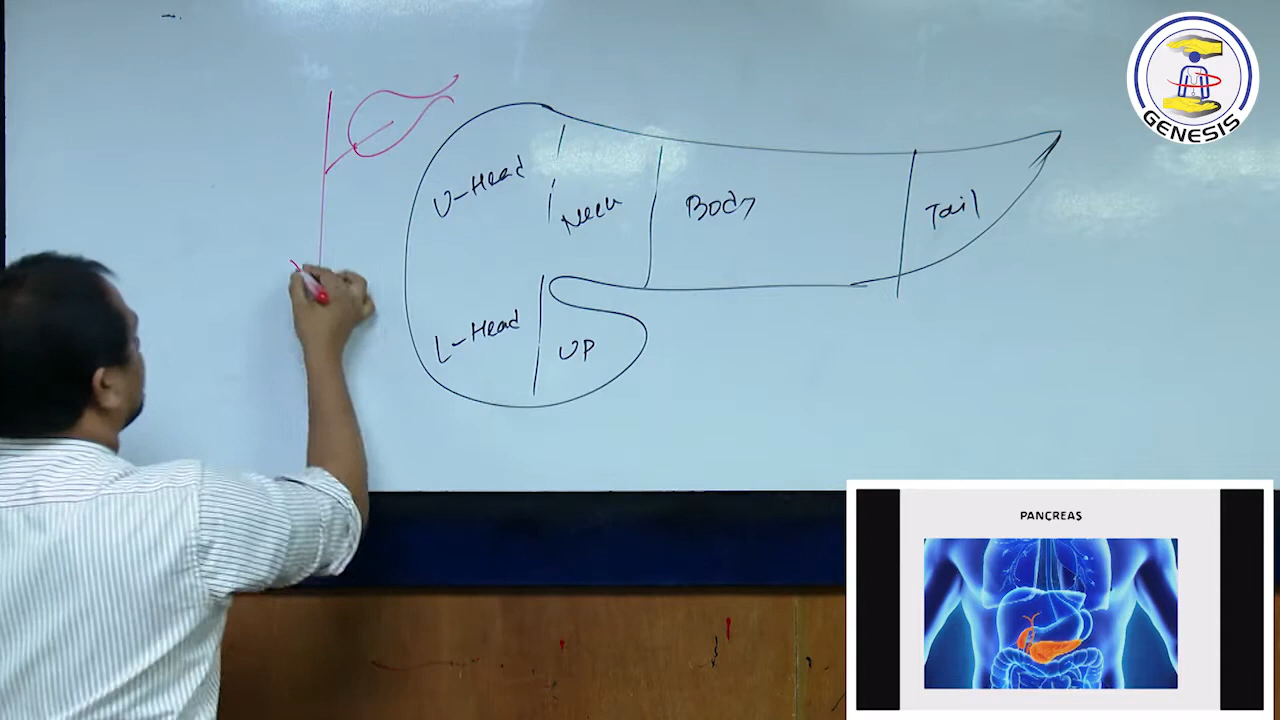 GENESIS
U-Head
Neck
Body
Tail
L-Head
UP
PANCREAS